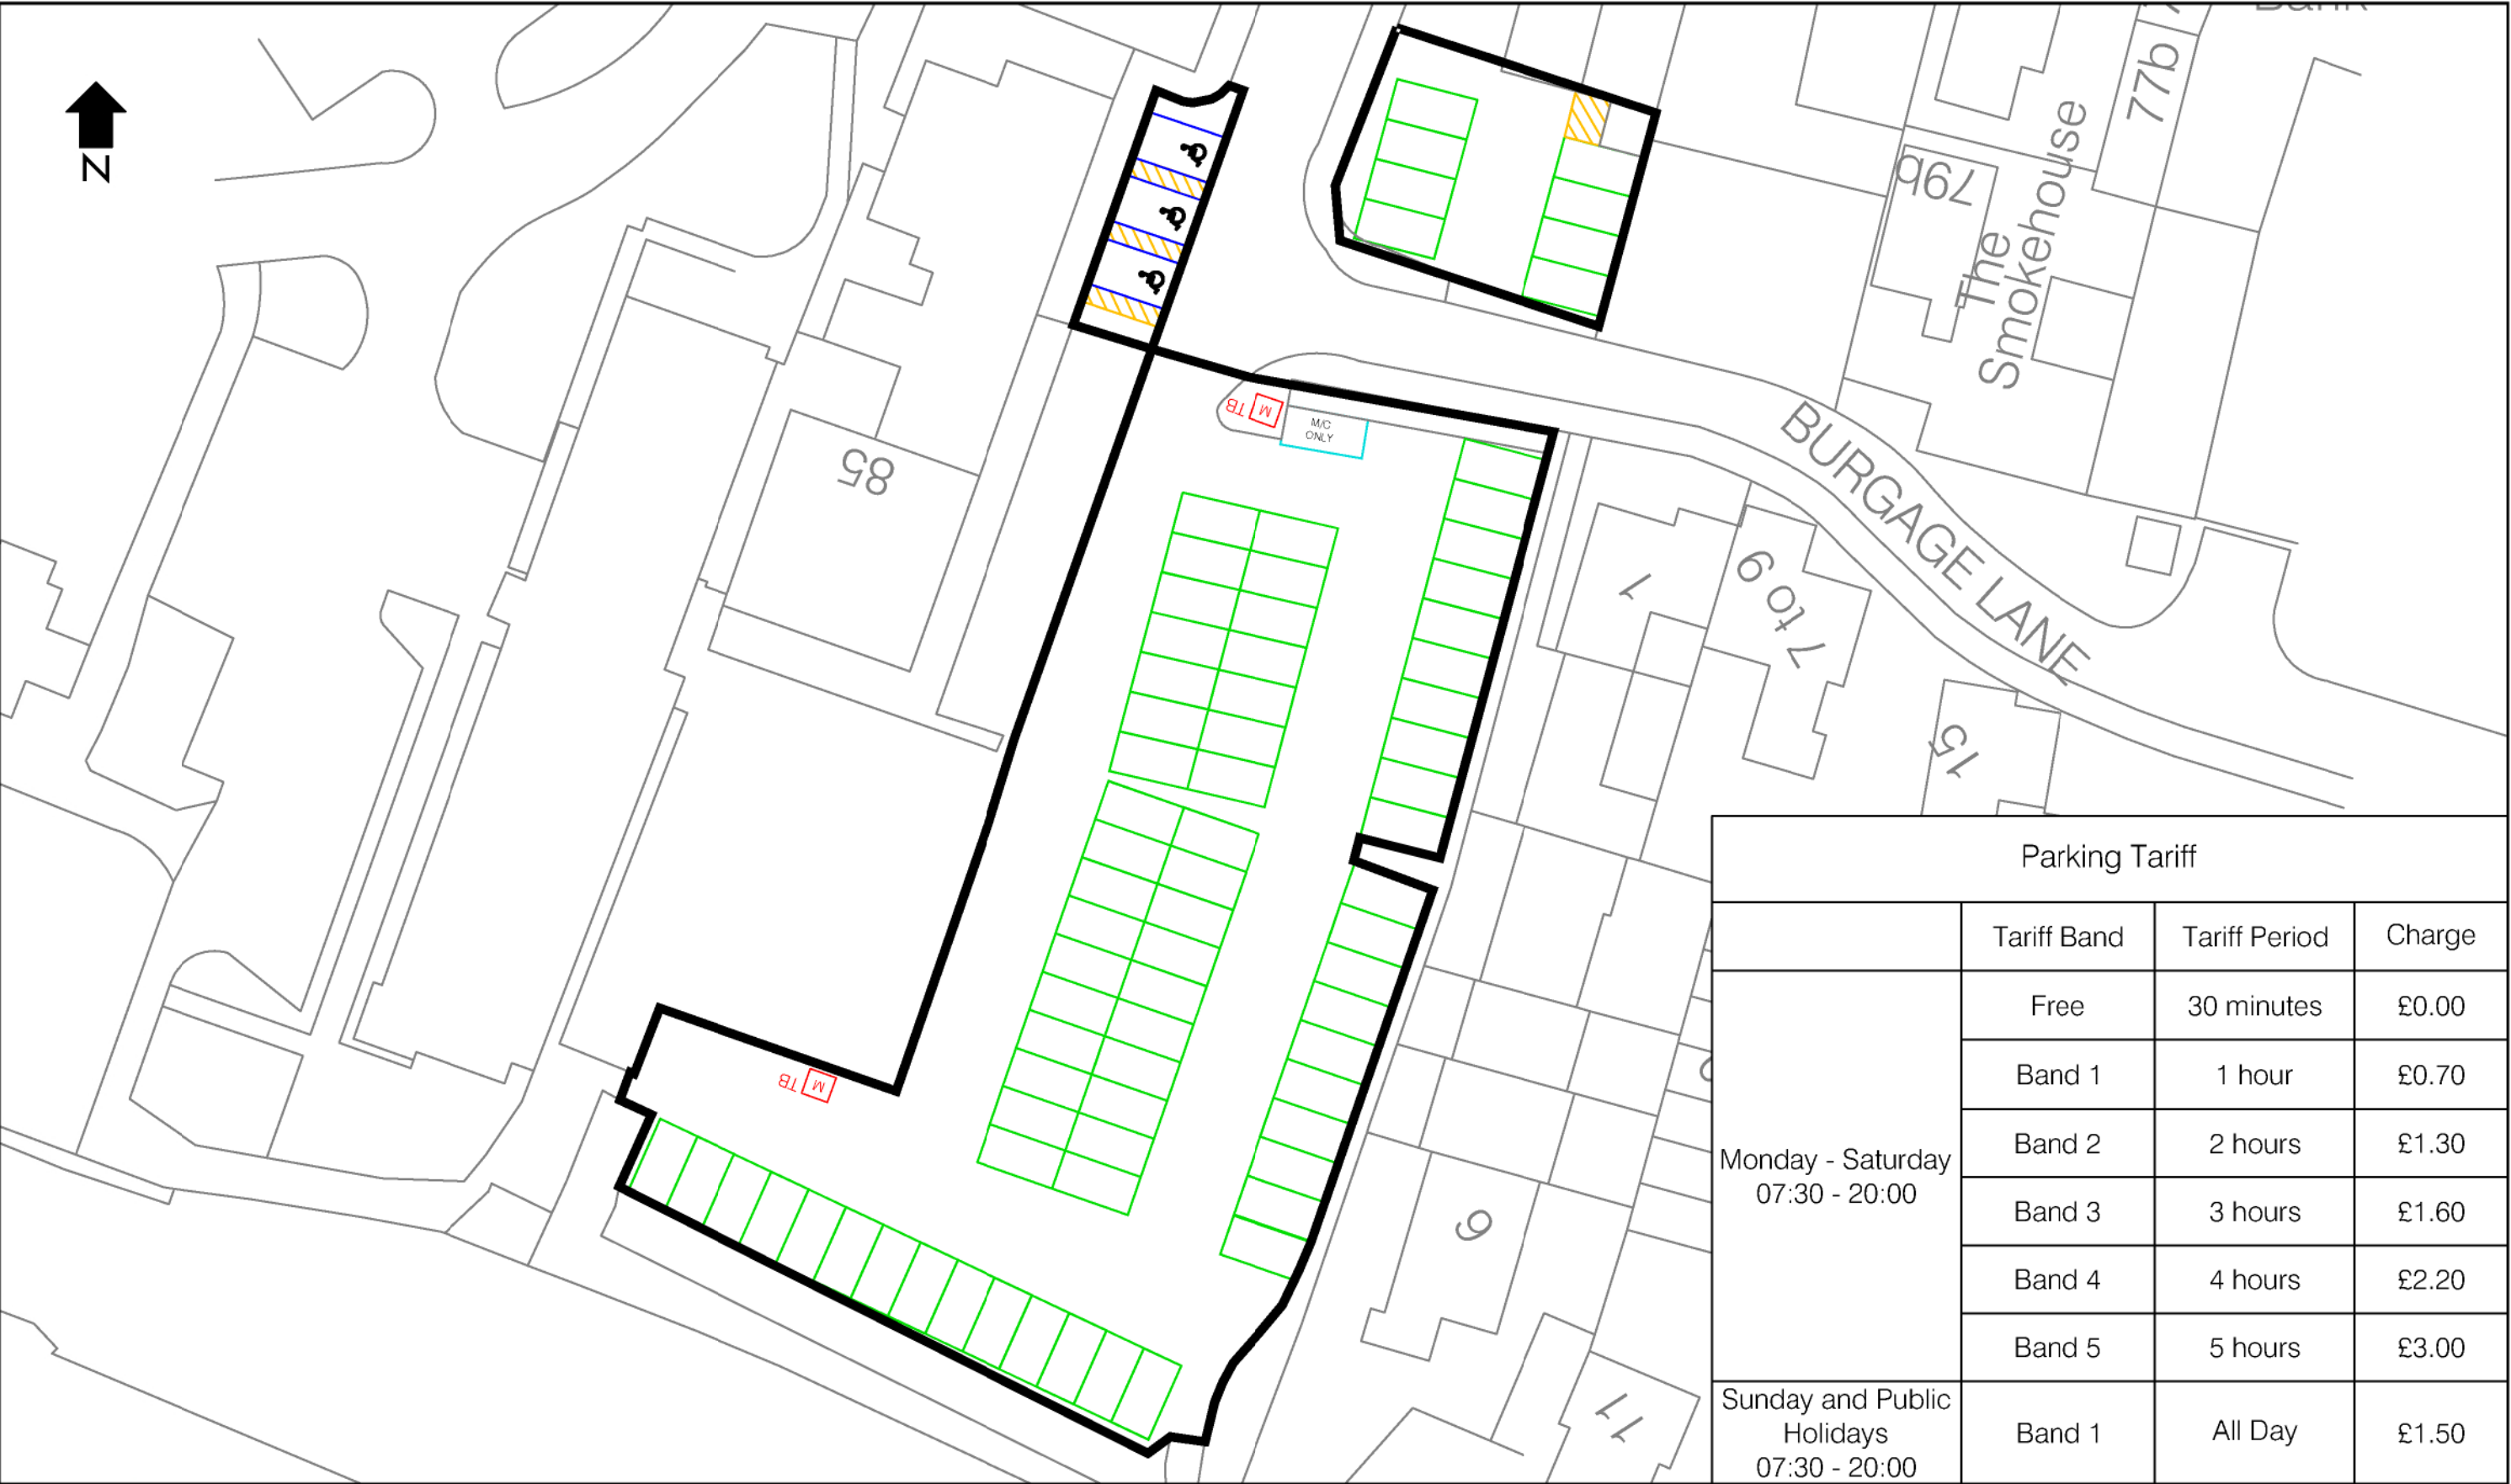 N
77b
79b
The
Smokehouse
85
M TB
M/C
ONLY
BURGAGE LANE
1
7 to 9
15
M TB
9
11
Parking Tariff
Tariff Band Tariff Period Charge
Monday - Saturday
07:30 - 20:00
Free 30 minutes £0.00
Band 1 1 hour £0.70
Band 2 2 hours £1.30
Band 3 3 hours £1.60
Band 4 4 hours £2.20
Band 5 5 hours £3.00
Sunday and Public
Holidays
07:30 - 20:00
Band 1 All Day £1.50